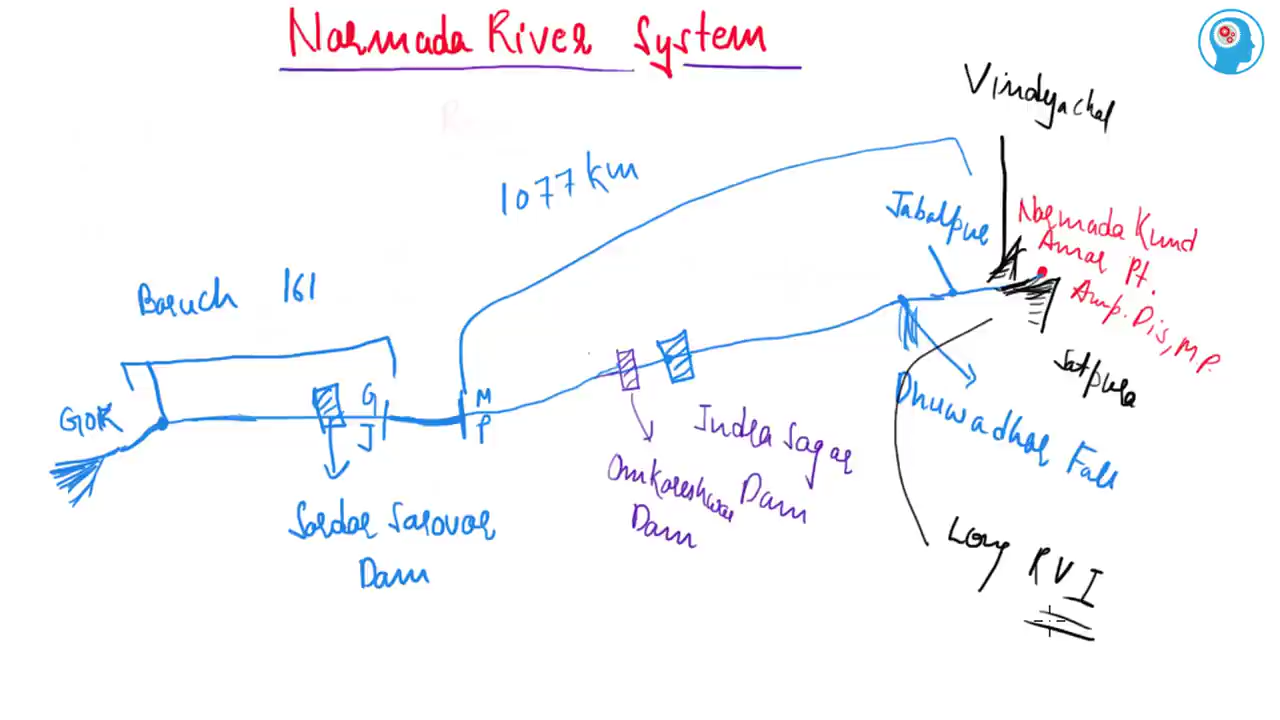 Narmada River System
Vindyachal
1077 km
Jabalpur
Narmada Kund
Amar Pt.
Anup. Dis, M P.
Baruch 161
Satpura
GOK
G
J
M
P
Dhuwadhar Fall
Indra Sagar
Dam
Omkareshwar
Dam
Sardar Sarovar
Dam
Long RVI